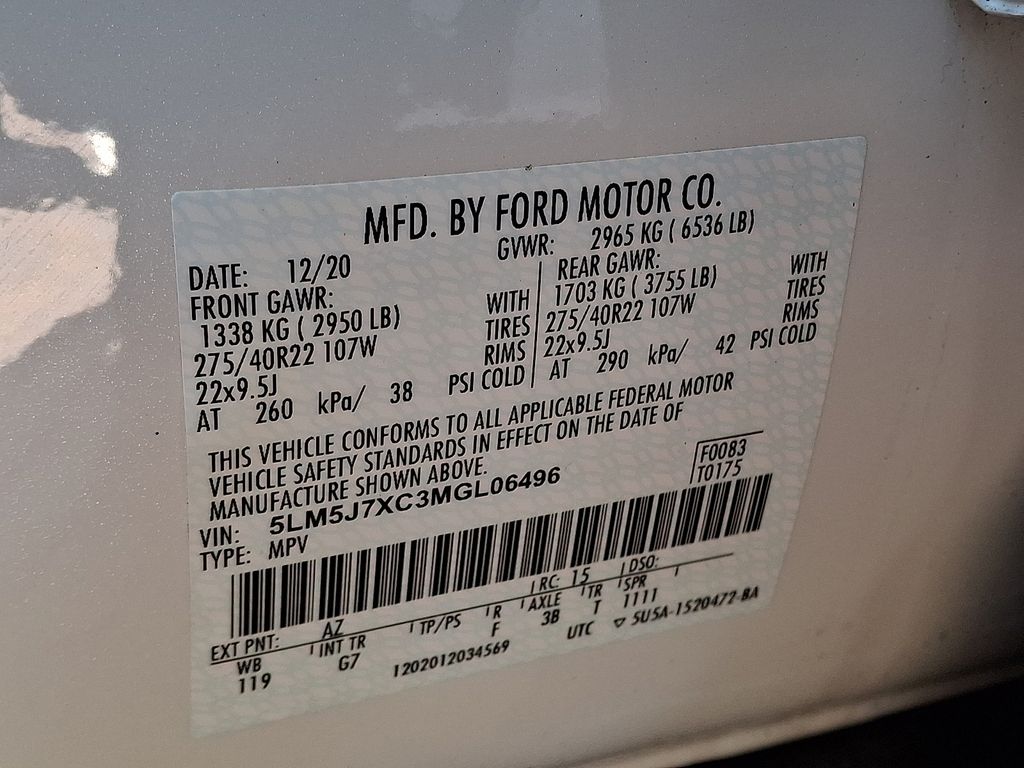 MFD. BY FORD MOTOR CO.
DATE: 12/20 GVWR: 2965 KG ( 6536 LB)
FRONT GAWR: REAR GAWR:
1338 KG ( 2950 LB) WITH 1703 KG ( 3755 LB) WITH
275/40R22 107W TIRES 275/40R22 107W TIRES
22x9.5J RIMS 22x9.5J RIMS
AT 260 kPa/ 38 PSI COLD AT 290 kPa/ 42 PSI COLD
THIS VEHICLE CONFORMS TO ALL APPLICABLE FEDERAL MOTOR
VEHICLE SAFETY STANDARDS IN EFFECT ON THE DATE OF
MANUFACTURE SHOWN ABOVE.
F0083
VIN: 5LM5J7XC3MGL06496 T0175
TYPE: MPV
EXT PNT: AZ RC: 15 DSO:
WB INT TR TP/PS R AXLE TR SPR
119 G7 F 3B T 1111
1202012034569 UTC ▽ 5U5A-1520472-BA